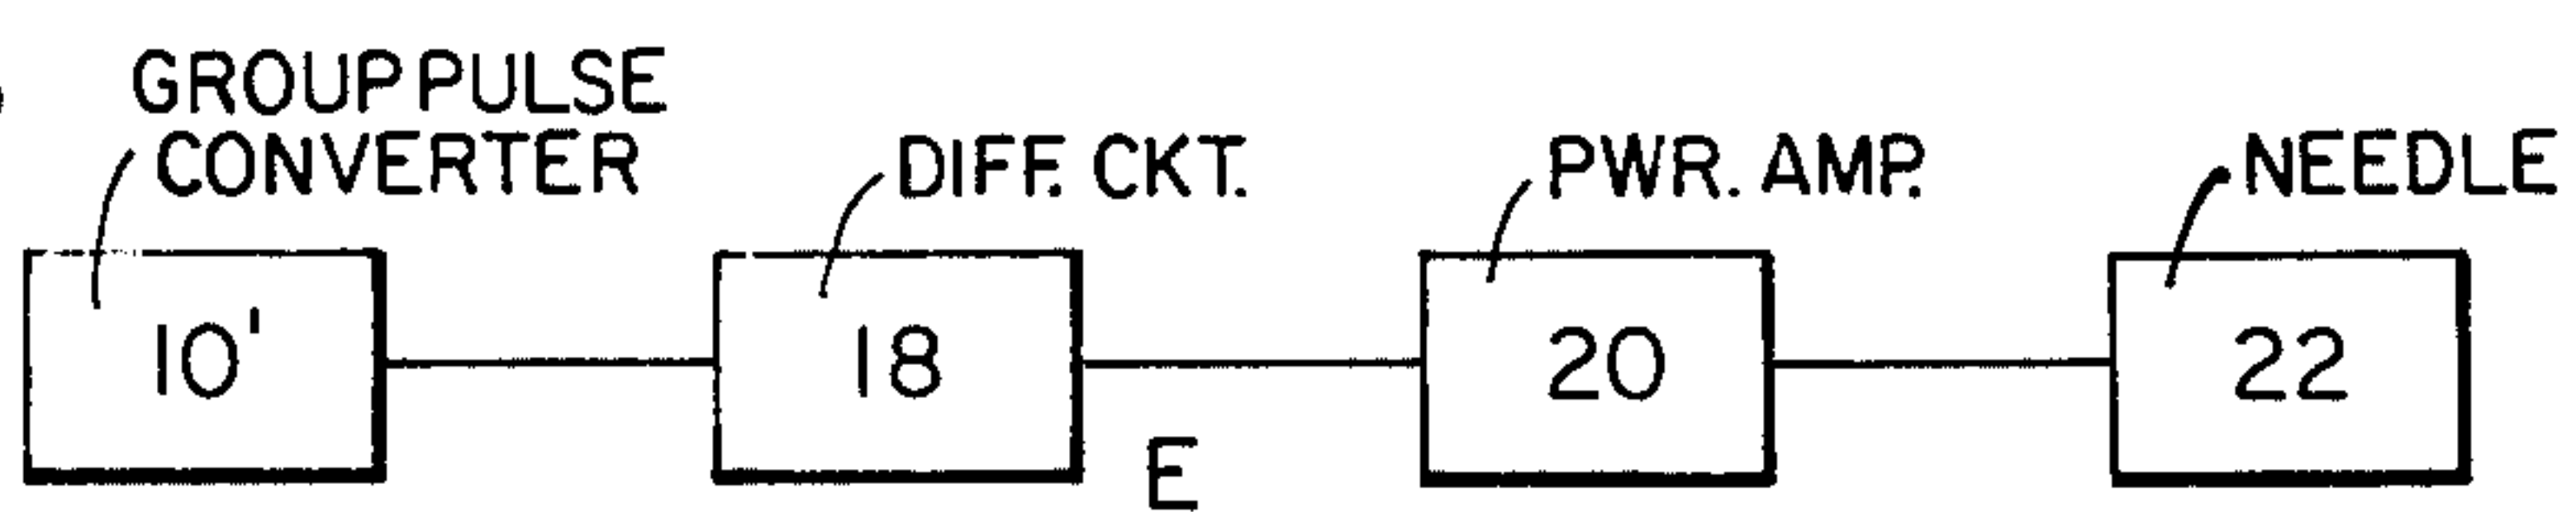 GROUP PULSE
CONVERTER
DIFF. CKT.
PWR. AMP.
NEEDLE
10'
18
20
22
E